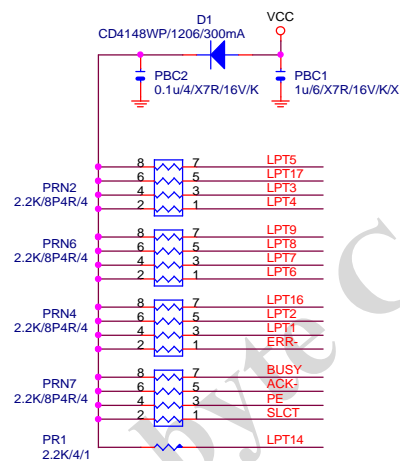 D1
VCC
CD4148WP/1206/300mA
PBC2
PBC1
0.1u/4/X7R/16V/K
1u/6/X7R/16V/K/X
8 7 LPT5
6 5 LPT17
PRN2 4 3 LPT3
2.2K/8P4R/4 2 1 LPT4
8 7 LPT9
PRN6 6 5 LPT8
2.2K/8P4R/4 4 3 LPT7
2 1 LPT6
8 7 LPT16
PRN4 6 5 LPT2
2.2K/8P4R/4 4 3 LPT1
2 1 ERR-
8 7 BUSY
PRN7 6 5 ACK-
2.2K/8P4R/4 4 3 PE
2 1 SLCT
PR1 LPT14
2.2K/4/1
byte C